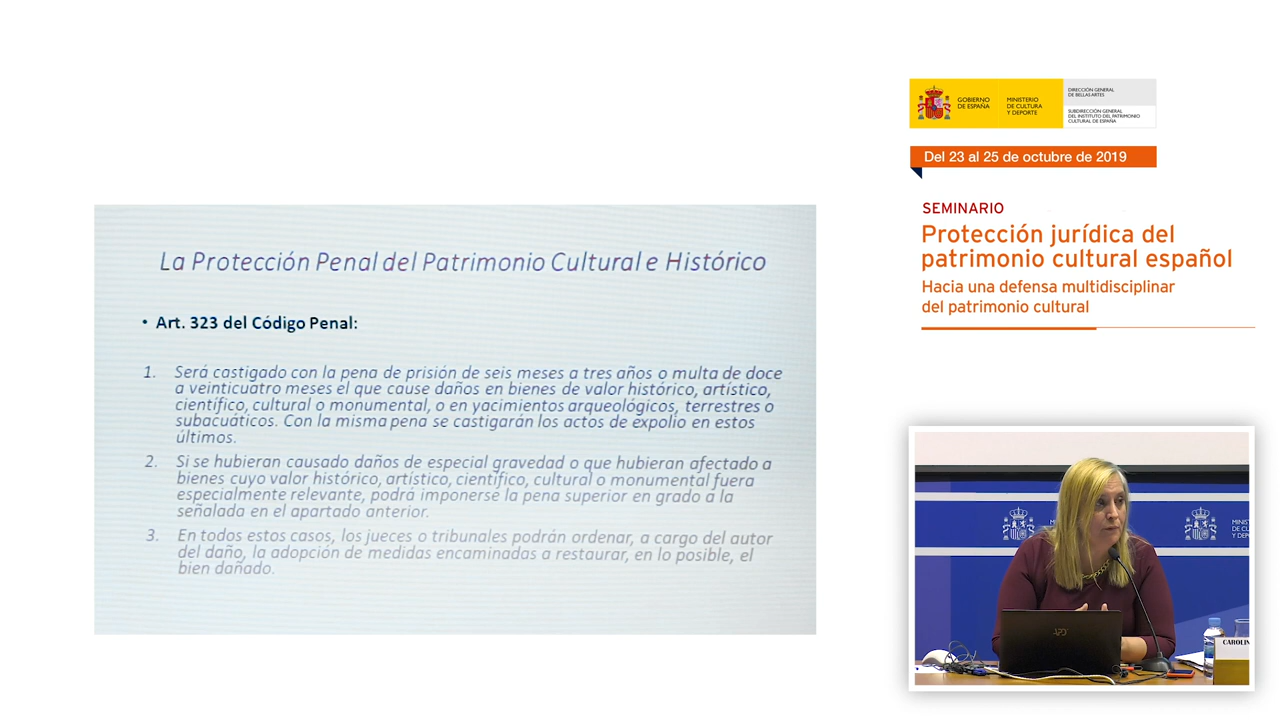 GOBIERNO
DE ESPAÑA
MINISTERIO
DE CULTURA
Y DEPORTE
DIRECCIÓN GENERAL
DE BELLAS ARTES
SUBDIRECCIÓN GENERAL
DEL INSTITUTO DEL PATRIMONIO
CULTURAL DE ESPAÑA
Del 23 al 25 de octubre de 2019
SEMINARIO
Protección jurídica del
patrimonio cultural español
Hacia una defensa multidisciplinar
del patrimonio cultural
La Protección Penal del Patrimonio Cultural e Histórico
• Art. 323 del Código Penal:
1. Será castigado con la pena de prisión de seis meses a tres años o multa de doce
a veinticuatro meses el que cause daños en bienes de valor histórico, artístico,
científico, cultural o monumental, o en yacimientos arqueológicos, terrestres o
subacuáticos. Con la misma pena se castigarán los actos de expolio en estos
últimos.
2. Si se hubieran causado daños de especial gravedad o que hubieran afectado a
bienes cuyo valor histórico, artístico, científico, cultural o monumental fuera
especialmente relevante, podrá imponerse la pena superior en grado a la
señalada en el apartado anterior.
3. En todos estos casos, los jueces o tribunales podrán ordenar, a cargo del autor
del daño, la adopción de medidas encaminadas a restaurar, en lo posible, el
bien dañado.
MINIS
DE CU
Y DEP
CAROLIN